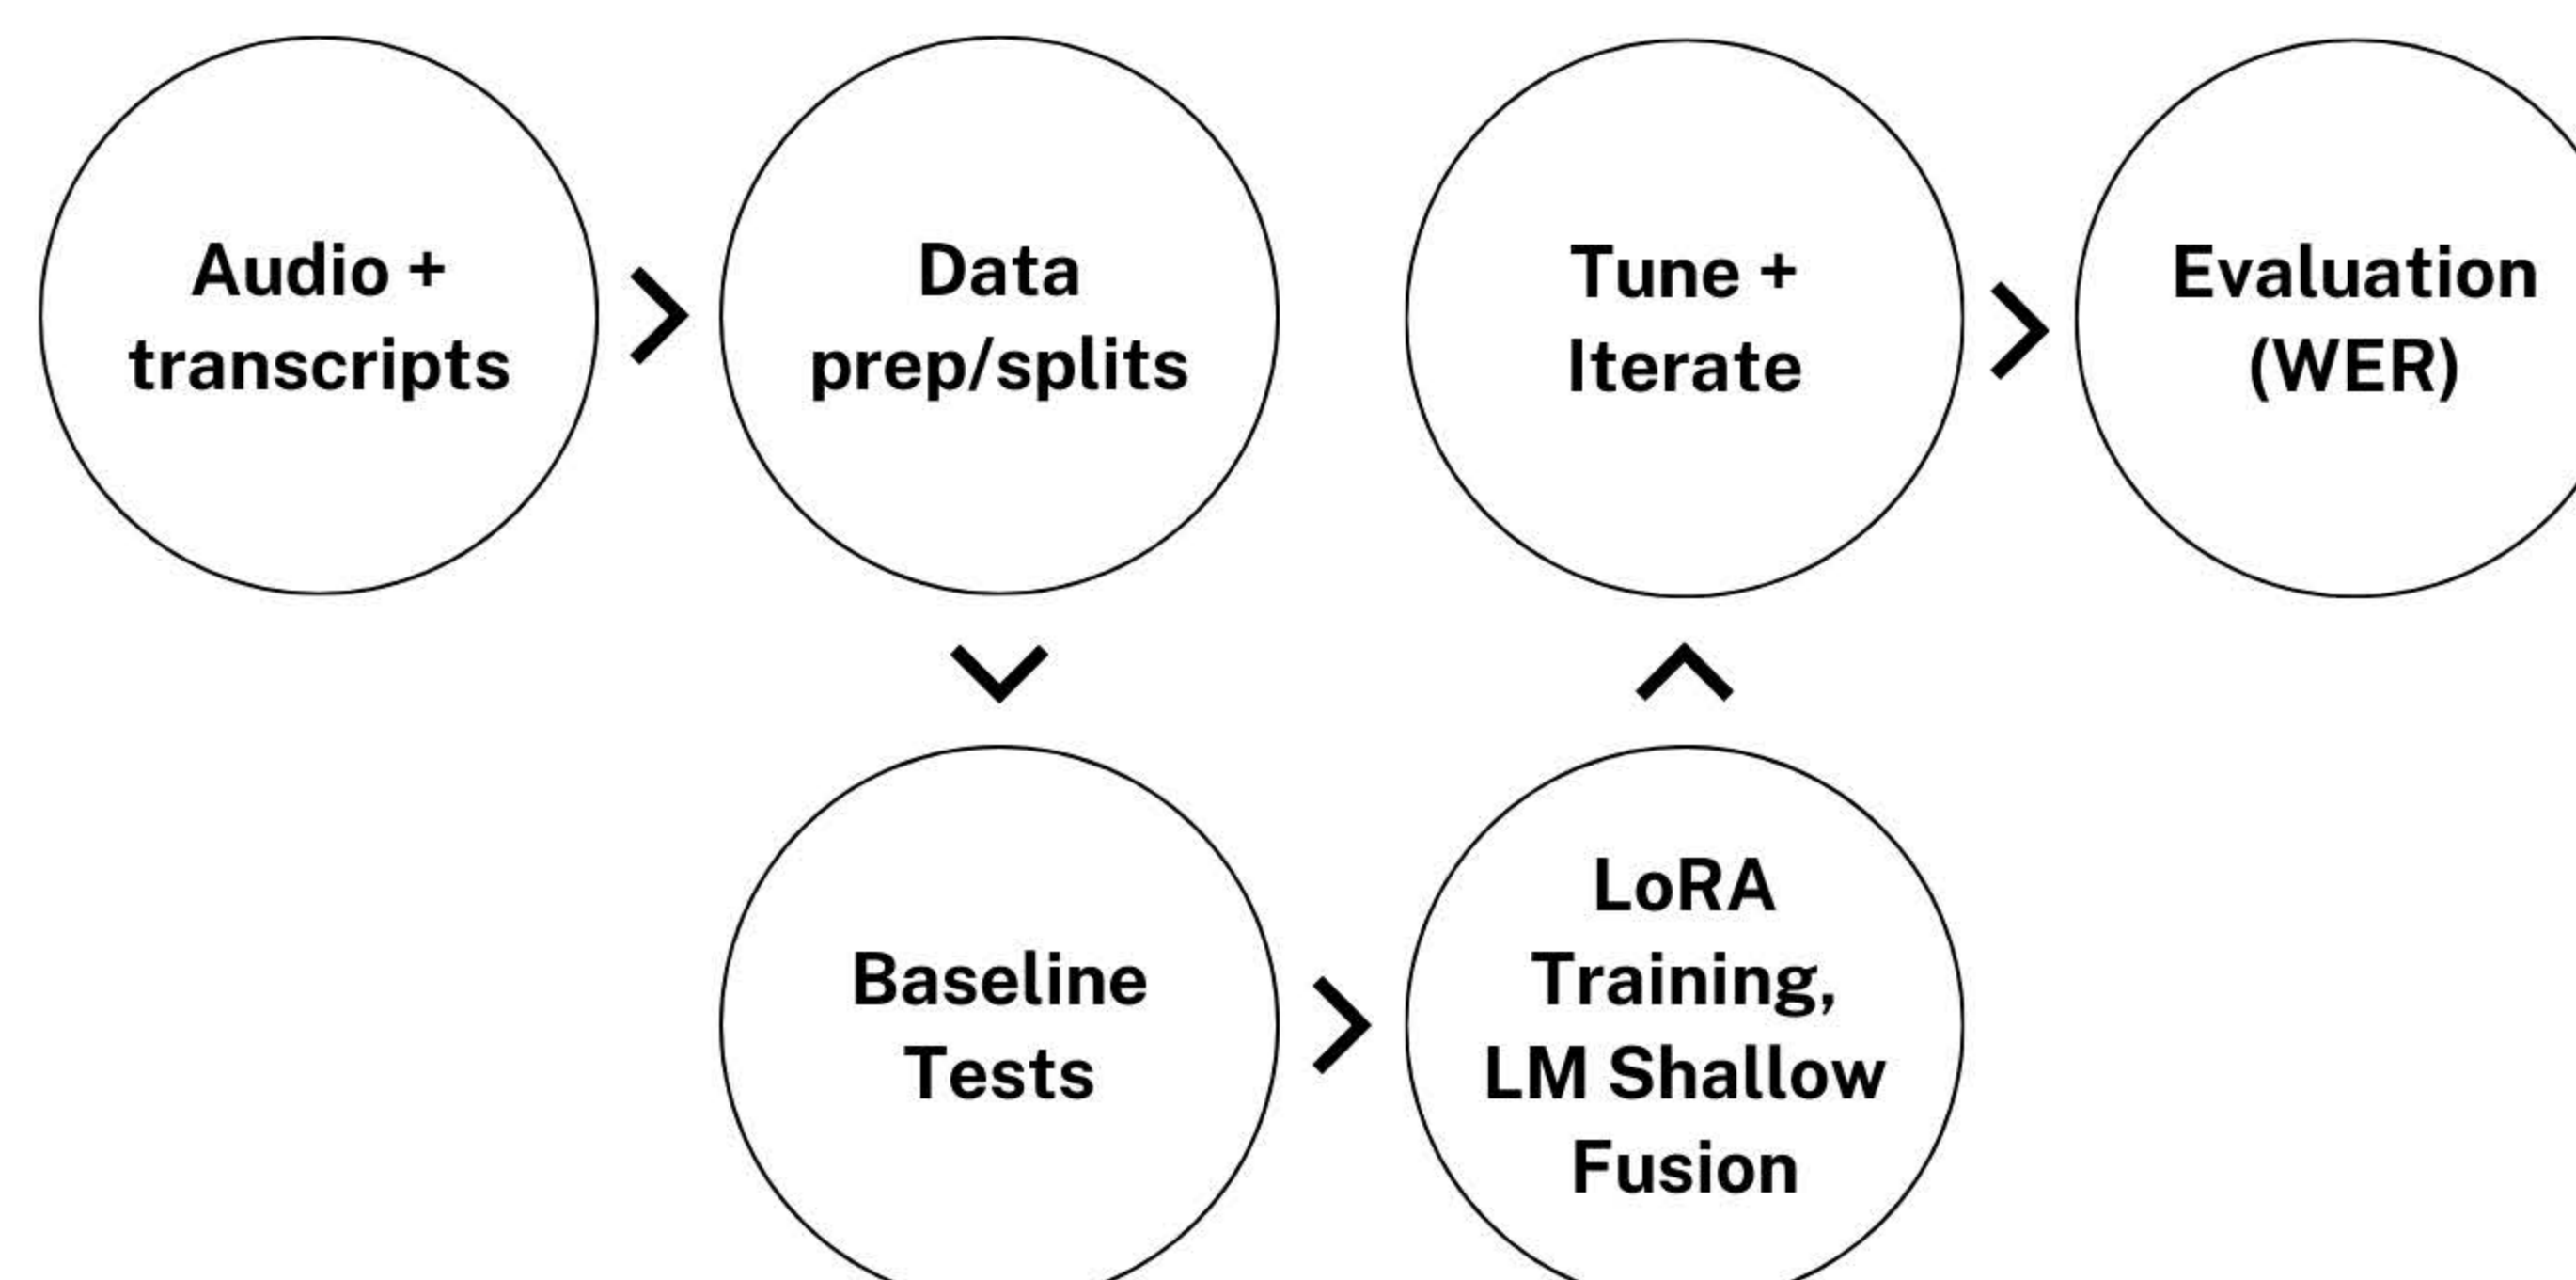 Audio +
transcripts
Data
prep/splits
Baseline
Tests
LoRA
Training,
LM Shallow
Fusion
Tune +
Iterate
Evaluation
(WER)